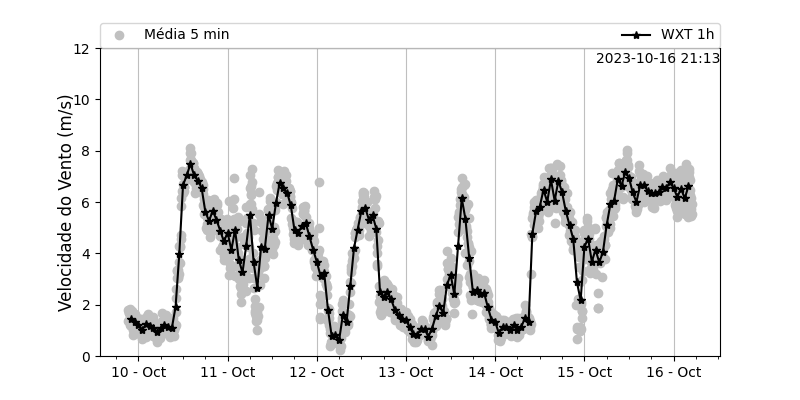 Média 5 min
WXT 1h
2023-10-16 21:13
Velocidade do Vento (m/s)
12
10
8
6
4
2
0
10 - Oct
11 - Oct
12 - Oct
13 - Oct
14 - Oct
15 - Oct
16 - Oct